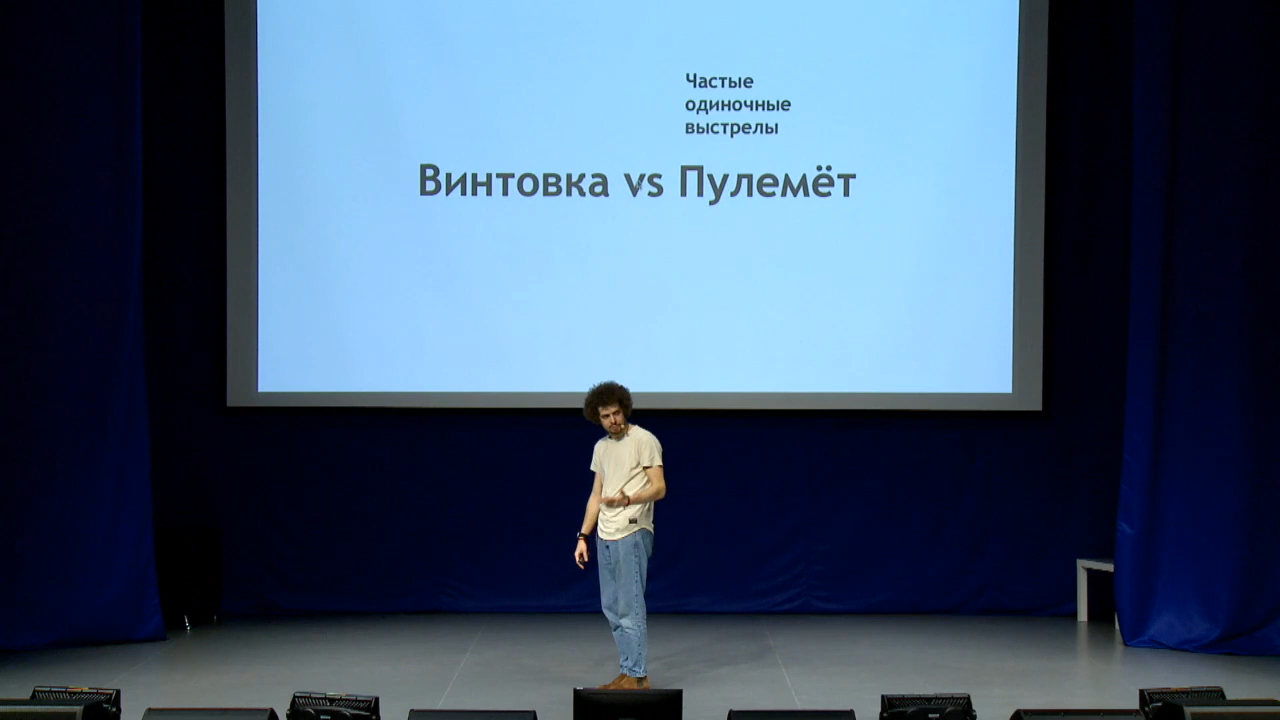 Частые
одиночные
выстрелы
Винтовка vs Пулемёт